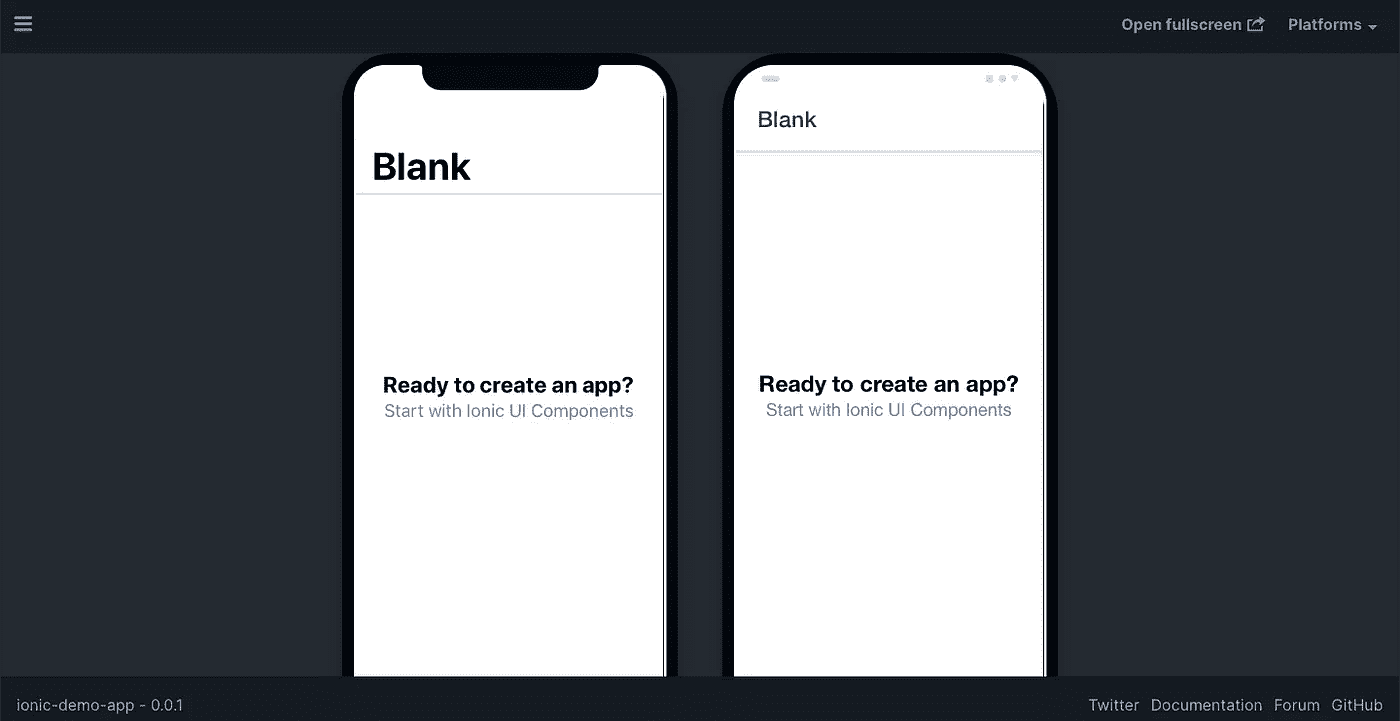 Open fullscreen Platforms
Blank
Ready to create an app?
Start with Ionic UI Components
Blank
Ready to create an app?
Start with Ionic UI Components
ionic-demo-app - 0.0.1
Twitter Documentation Forum GitHub